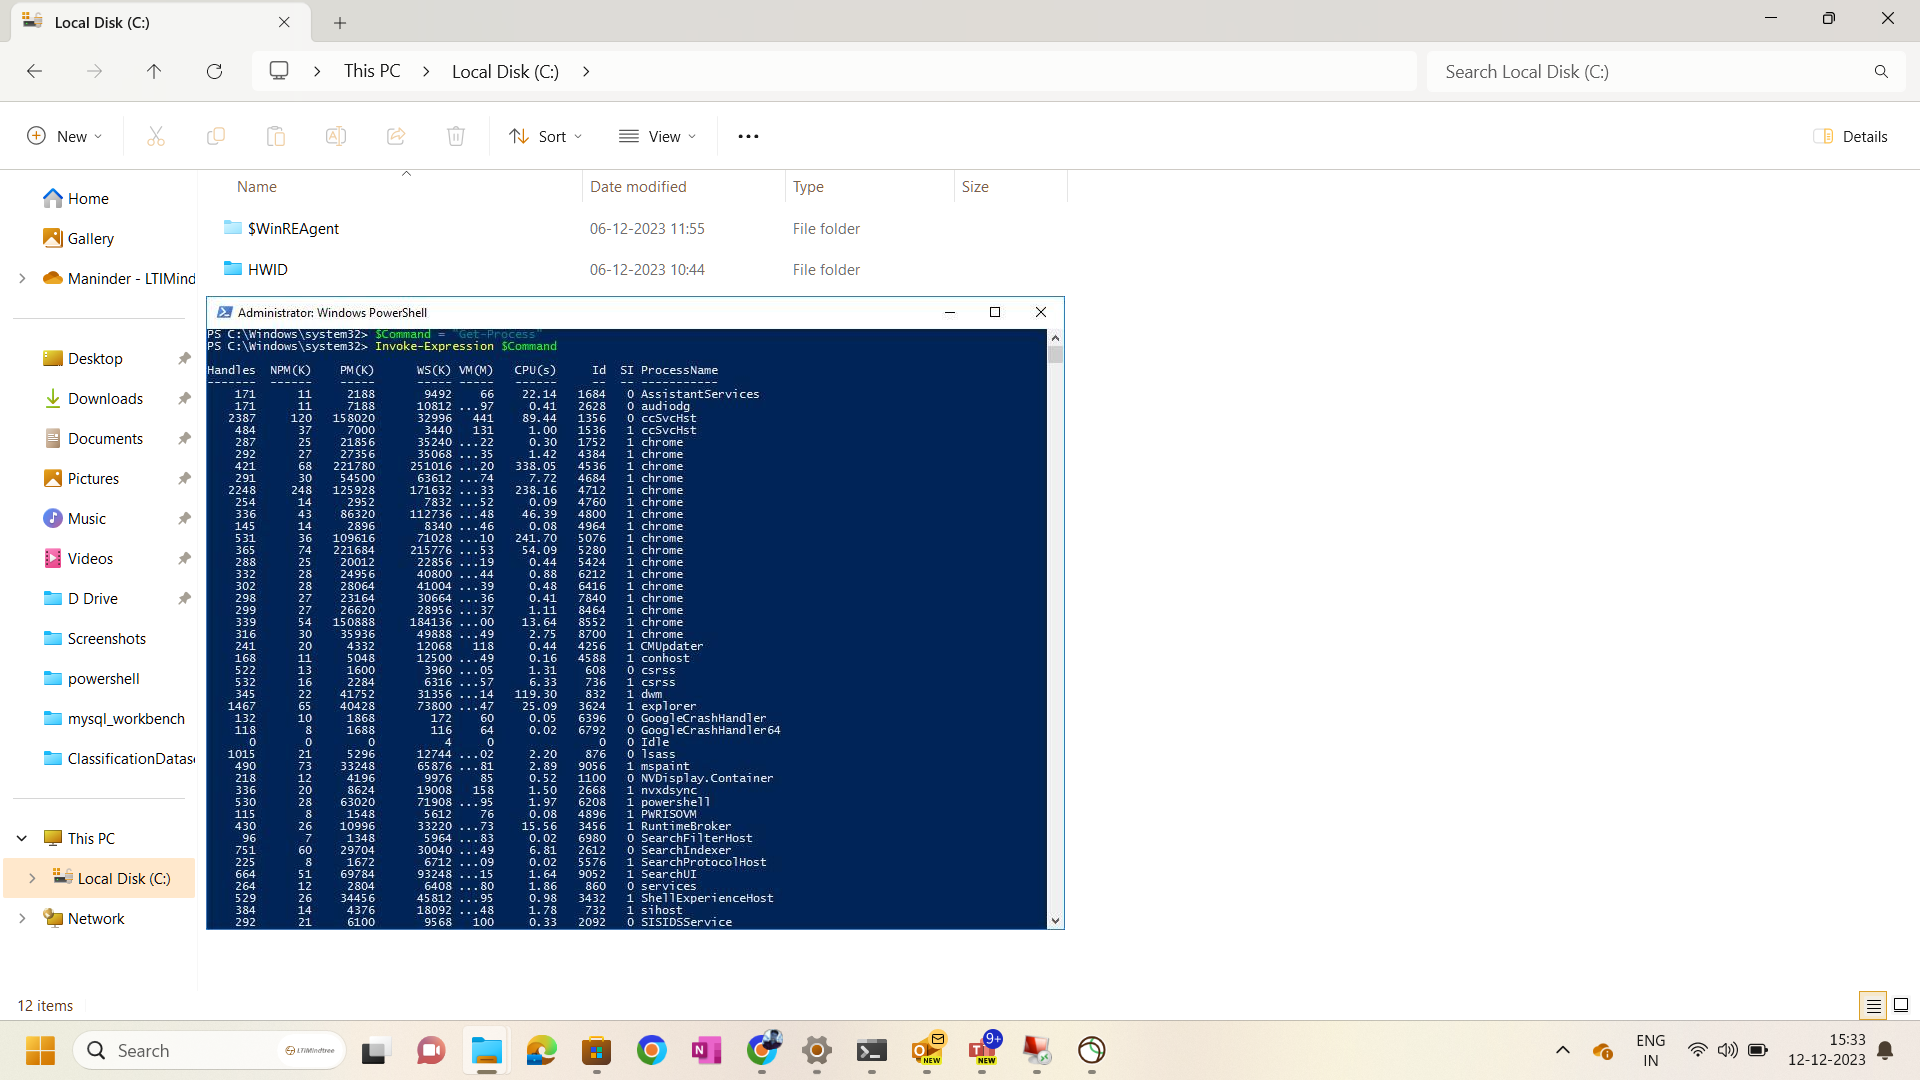 Local Disk (C:)
This PC
Local Disk (C:)
Search Local Disk (C:)
New
Sort
View
Details
Name
Date modified
Type
Size
$WinREAgent
06-12-2023 11:55
File folder
HWID
06-12-2023 10:44
File folder
Home
Gallery
Maninder - LTIMind
Desktop
Downloads
Documents
Pictures
Music
Videos
D Drive
Screenshots
powershell
mysql_workbench
ClassificationDatas
This PC
Local Disk (C:)
Network
Administrator: Windows PowerShell
PS C:\Windows\system32> $Command = "Get-Process"
PS C:\Windows\system32> Invoke-Expression $Command
Handles NPM(K) PM(K) WS(K) VM(M) CPU(s) Id SI ProcessName
------- ------ ----- ----- ----- ------ -- -- -----------
171 11 2188 9492 66 22.14 1684 0 AssistantServices
171 11 7188 10812 ...97 0.41 2628 0 audiodg
2387 120 158020 32996 441 89.44 1356 0 ccSvcHst
484 37 7000 3440 131 1.00 1536 1 ccSvcHst
287 25 21856 35240 ...22 0.30 1752 1 chrome
292 27 27356 35068 ...35 1.42 4384 1 chrome
421 68 221780 251016 ...20 338.05 4536 1 chrome
291 30 54500 63612 ...74 7.72 4684 1 chrome
2248 248 125928 171632 ...33 238.16 4712 1 chrome
254 14 2952 7832 ...52 0.09 4760 1 chrome
336 43 86320 112736 ...48 46.39 4800 1 chrome
145 14 2896 8340 ...46 0.08 4964 1 chrome
531 36 109616 71028 ...10 241.70 5076 1 chrome
365 74 221684 215776 ...53 54.09 5280 1 chrome
288 25 20012 22856 ...19 0.44 5424 1 chrome
332 28 24956 40800 ...44 0.88 6212 1 chrome
302 28 28064 41004 ...39 0.48 6416 1 chrome
298 27 23164 30664 ...36 0.41 7840 1 chrome
299 27 26620 28956 ...37 1.11 8464 1 chrome
339 54 150888 184136 ...00 13.64 8552 1 chrome
316 30 35936 49888 ...49 2.75 8700 1 chrome
241 20 4332 12068 118 0.44 4256 1 CMUpdater
168 11 5048 12500 ...49 0.16 4588 1 conhost
522 13 1600 3960 ...05 1.31 608 0 csrss
532 16 2284 6316 ...57 6.33 736 1 csrss
345 22 41752 31356 ...14 119.30 832 1 dwm
1467 65 40428 73800 ...47 25.09 3624 1 explorer
132 10 1868 172 60 0.05 6396 0 GoogleCrashHandler
118 8 1688 116 64 0.02 6792 0 GoogleCrashHandler64
0 0 0 4 0 0 0 Idle
1015 21 5296 12744 ...02 2.20 876 0 lsass
490 73 33248 65876 ...81 2.89 9056 1 mspaint
218 12 4196 9976 85 0.52 1100 0 NVDisplay.Container
336 20 8624 19008 158 1.50 2668 1 nvxdsync
530 28 63020 71908 ...95 1.97 6208 1 powershell
115 8 1548 5612 76 0.08 4896 1 PWRISOVM
430 26 10996 33220 ...73 15.56 3456 1 RuntimeBroker
96 7 1348 5964 ...83 0.02 6980 0 SearchFilterHost
751 60 29704 30040 ...49 6.81 2612 0 SearchIndexer
225 8 1672 6712 ...09 0.02 5576 1 SearchProtocolHost
664 51 69784 93248 ...15 1.64 9052 1 SearchUI
264 12 2804 6408 ...80 1.86 860 0 services
529 26 34456 45812 ...95 0.98 3432 1 ShellExperienceHost
384 14 4376 18092 ...48 1.78 732 1 sihost
292 21 6100 9568 100 0.33 2092 0 SISIDSService
12 items
Search
LTIMindtree
NEW
9+
NEW
ENG
IN
15:33
12-12-2023